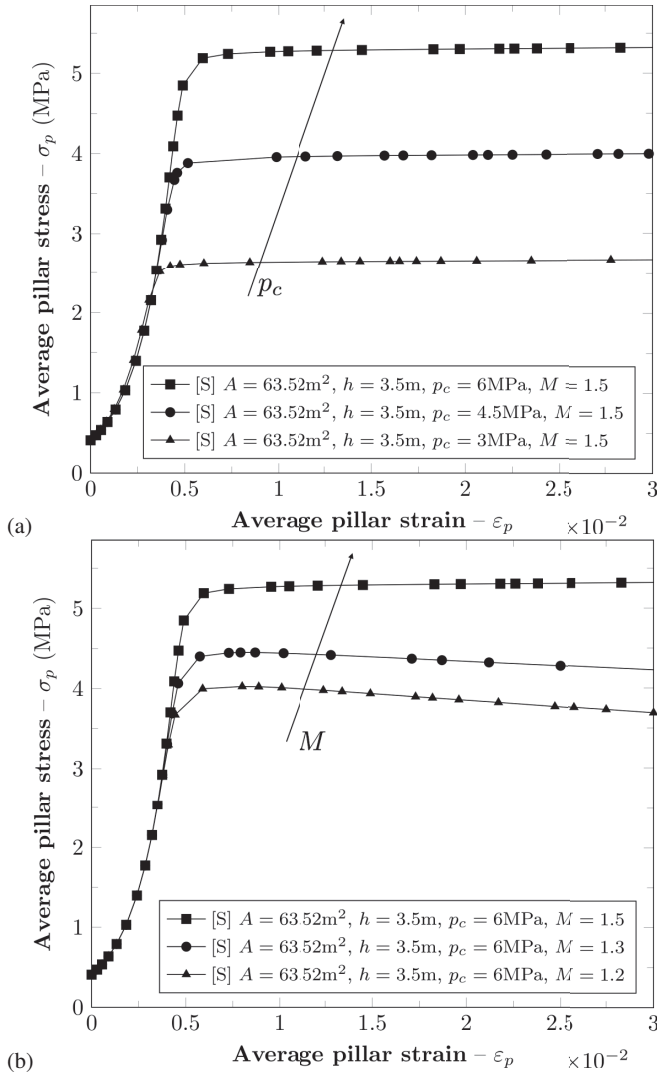 5
4
3
2
1
0
Average pillar stress – σp (MPa)
pc
[S] A = 63.52m², h = 3.5m, pc = 6MPa, M = 1.5
[S] A = 63.52m², h = 3.5m, pc = 4.5MPa, M = 1.5
[S] A = 63.52m², h = 3.5m, pc = 3MPa, M = 1.5
0 0.5 1 1.5 2 2.5 3
Average pillar strain – εp ×10⁻²
(a)
5
4
3
2
1
0
Average pillar stress – σp (MPa)
M
[S] A = 63.52m², h = 3.5m, pc = 6MPa, M = 1.5
[S] A = 63.52m², h = 3.5m, pc = 6MPa, M = 1.3
[S] A = 63.52m², h = 3.5m, pc = 6MPa, M = 1.2
0 0.5 1 1.5 2 2.5 3
Average pillar strain – εp ×10⁻²
(b)